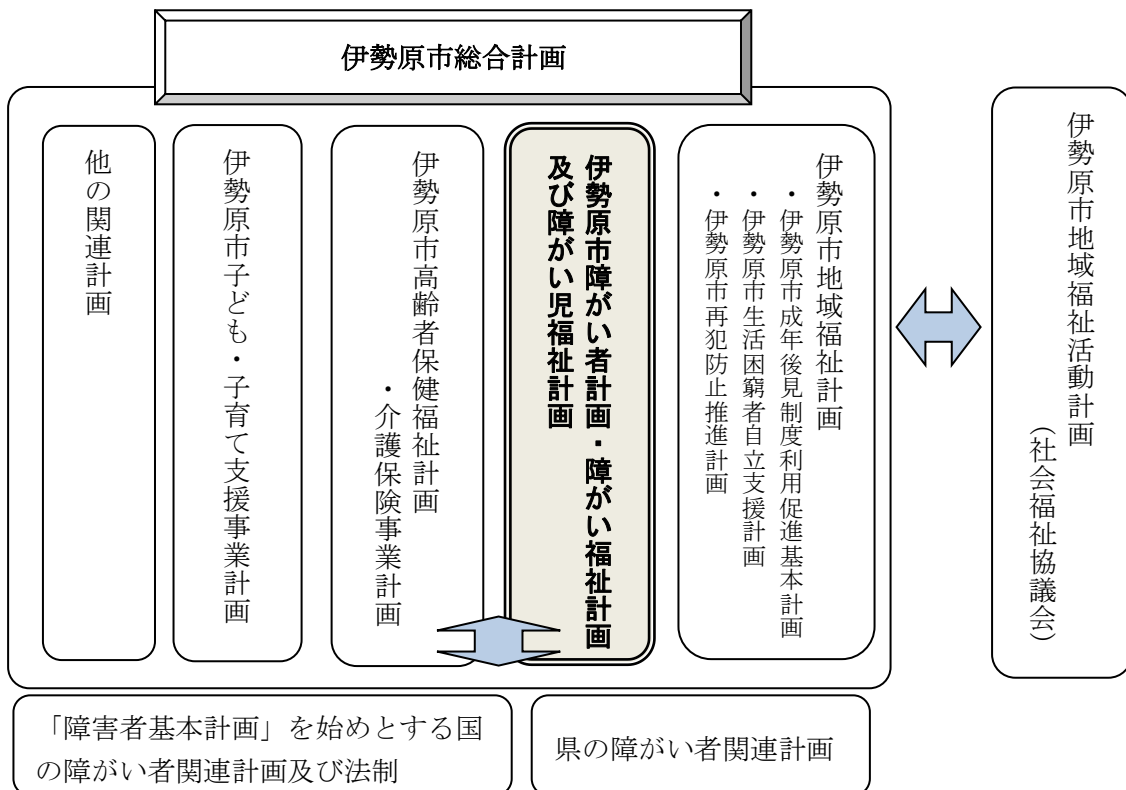 伊勢原市総合計画
伊勢原市地域福祉活動計画
（社会福祉協議会）
伊勢原市地域福祉計画
・伊勢原市成年後見制度利用促進基本計画
・伊勢原市生活困窮者自立支援計画
・伊勢原市再犯防止推進計画
伊勢原市障がい者計画・障がい福祉計画
及び障がい児福祉計画
伊勢原市高齢者保健福祉計画
・介護保険事業計画
伊勢原市子ども・子育て支援事業計画
他の関連計画
「障害者基本計画」を始めとする国
の障がい者関連計画及び法制
県の障がい者関連計画